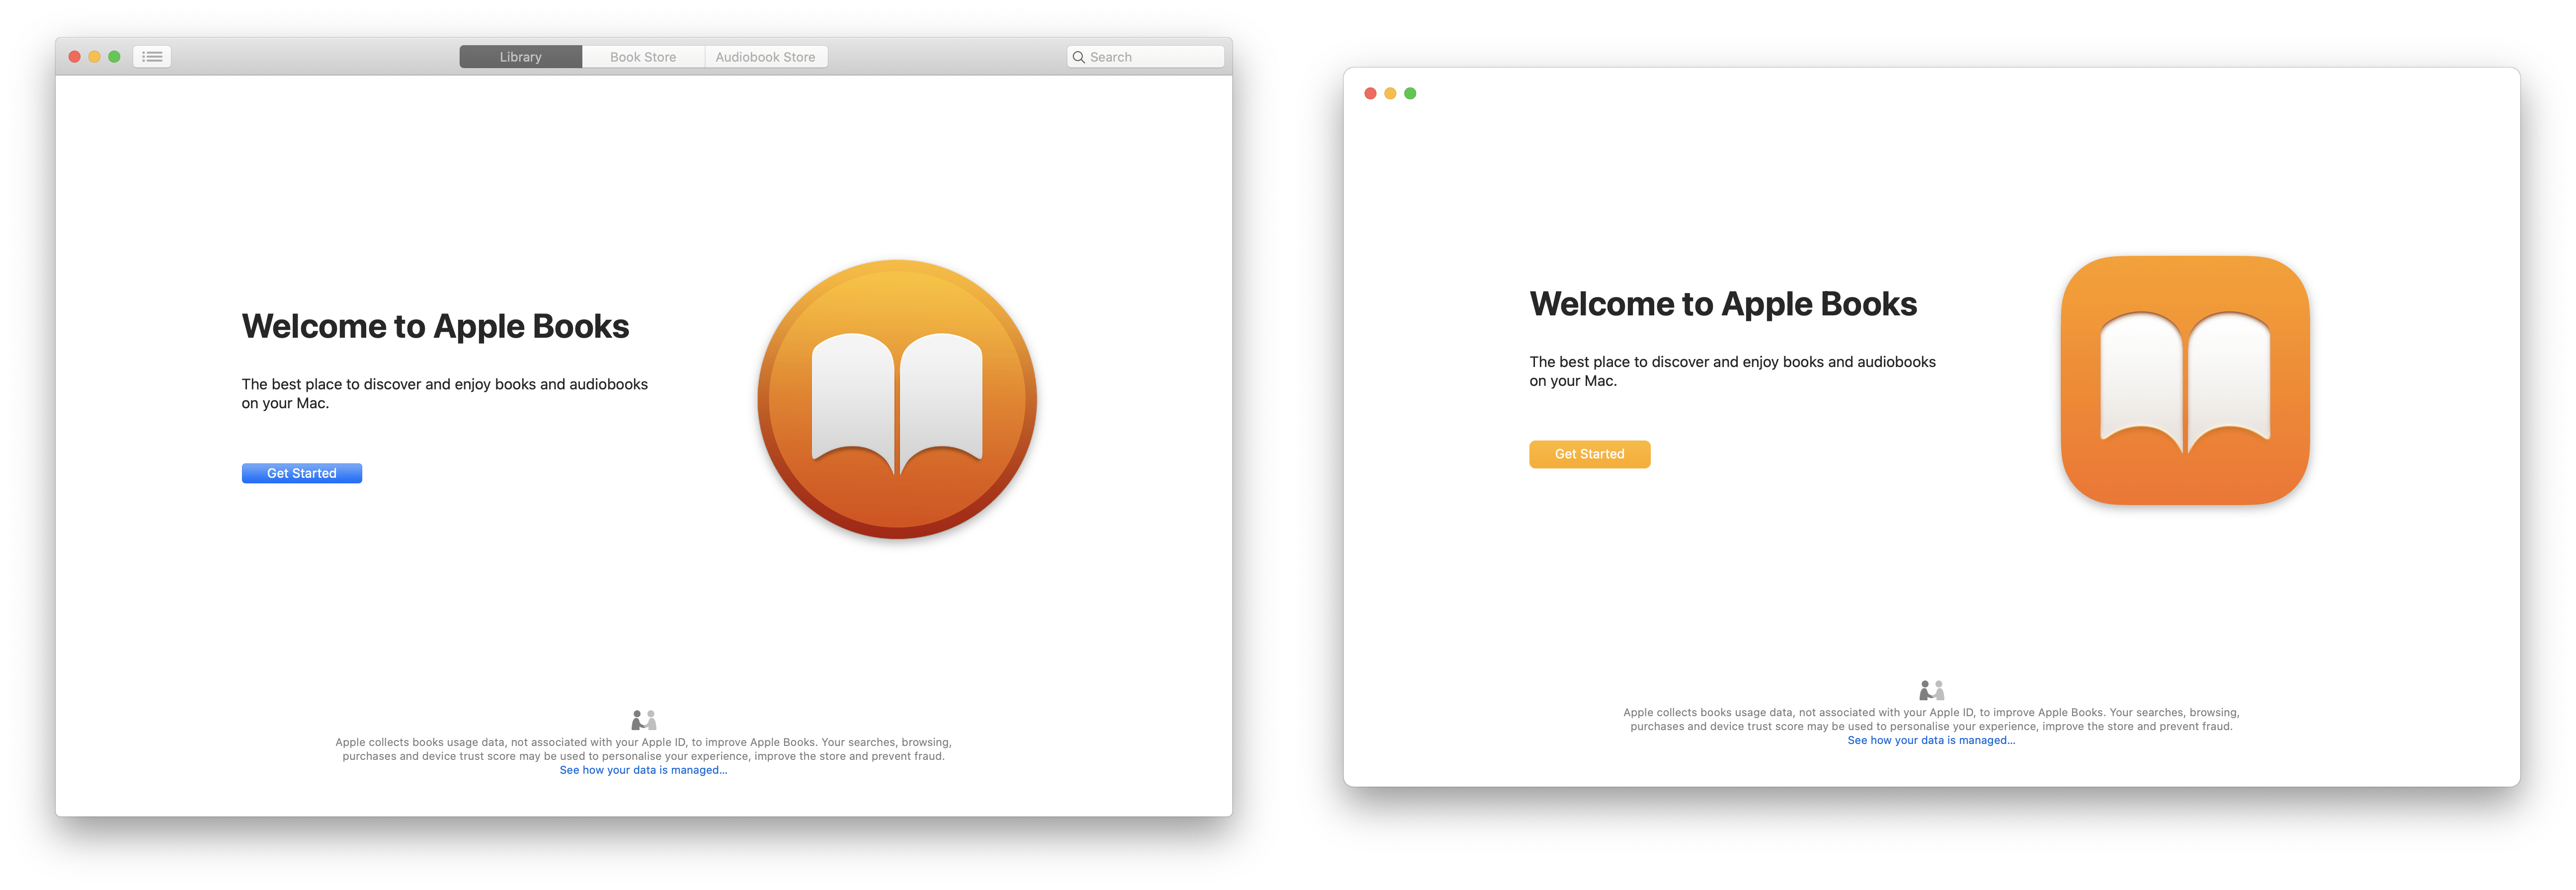 Library
Book Store
Audiobook Store
Search
Welcome to Apple Books
The best place to discover and enjoy books and audiobooks
on your Mac.
Get Started
Apple collects books usage data, not associated with your Apple ID, to improve Apple Books. Your searches, browsing,
purchases and device trust score may be used to personalise your experience, improve the store and prevent fraud.
See how your data is managed...
Welcome to Apple Books
The best place to discover and enjoy books and audiobooks
on your Mac.
Get Started
Apple collects books usage data, not associated with your Apple ID, to improve Apple Books. Your searches, browsing,
purchases and device trust score may be used to personalise your experience, improve the store and prevent fraud.
See how your data is managed...